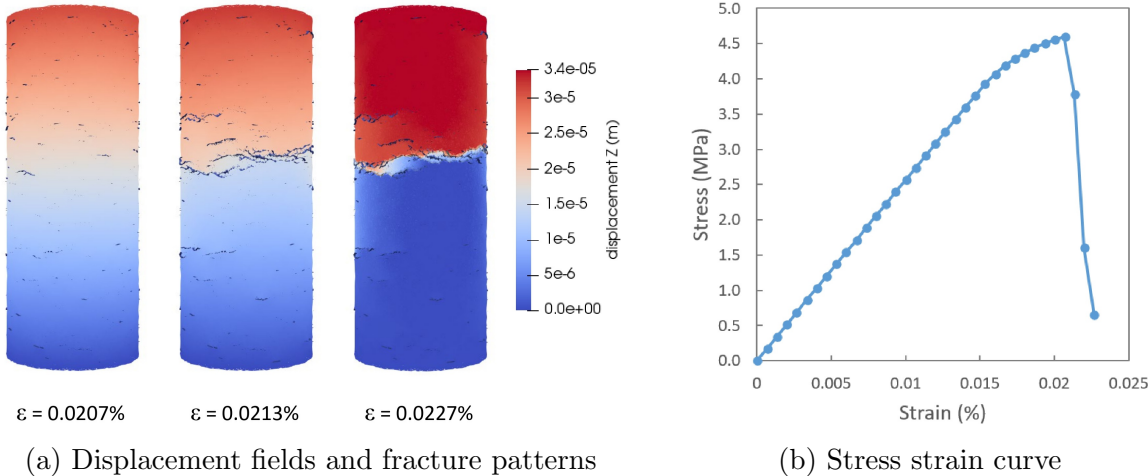 3.4e-05
3e-5
2.5e-5
2e-5
1.5e-5
1e-5
5e-6
0.0e+00
displacement Z (m)
ε = 0.0207%
ε = 0.0213%
ε = 0.0227%
(a) Displacement fields and fracture patterns
5.0
4.5
4.0
3.5
3.0
2.5
2.0
1.5
1.0
0.5
0.0
Stress (MPa)
0 0.005 0.01 0.015 0.02 0.025
Strain (%)
(b) Stress strain curve